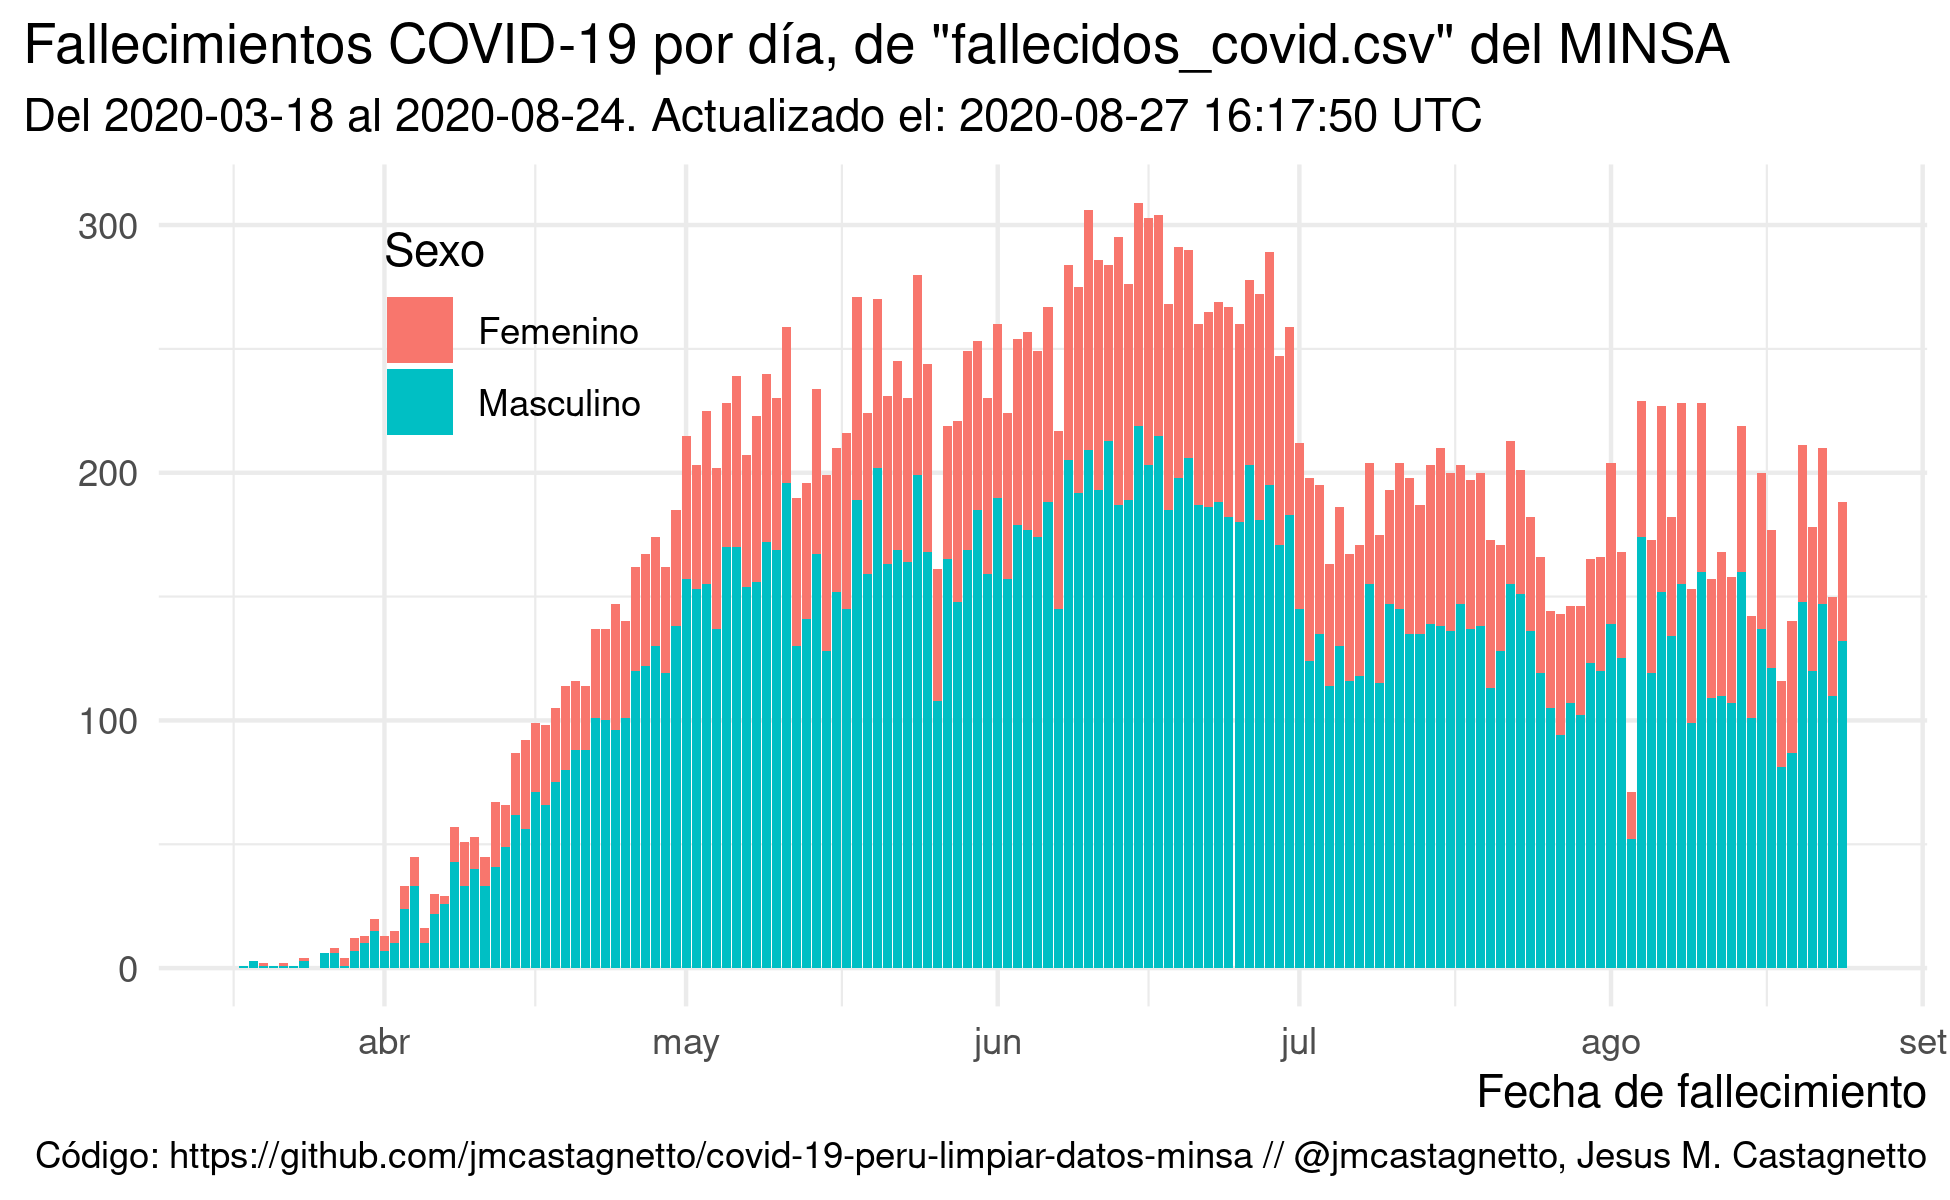 Fallecimientos COVID-19 por día, de "fallecidos_covid.csv" del MINSA
Del 2020-03-18 al 2020-08-24. Actualizado el: 2020-08-27 16:17:50 UTC
300
200
100
0
Sexo
Femenino
Masculino
abr may jun jul ago set
Fecha de fallecimiento
Código: https://github.com/jmcastagnetto/covid-19-peru-limpiar-datos-minsa // @jmcastagnetto, Jesus M. Castagnetto